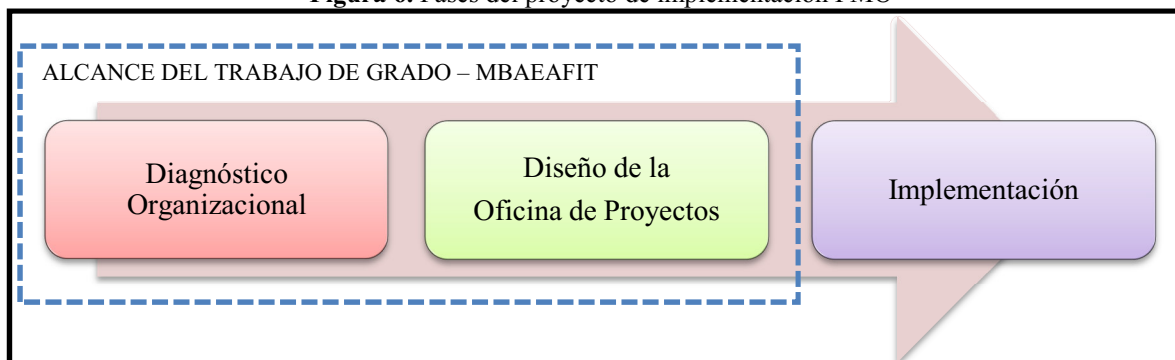 Figura 6. Fases del proyecto de implementación PMO
ALCANCE DEL TRABAJO DE GRADO – MBAEAFIT
Diagnóstico
Organizacional
Diseño de la
Oficina de Proyectos
Implementación